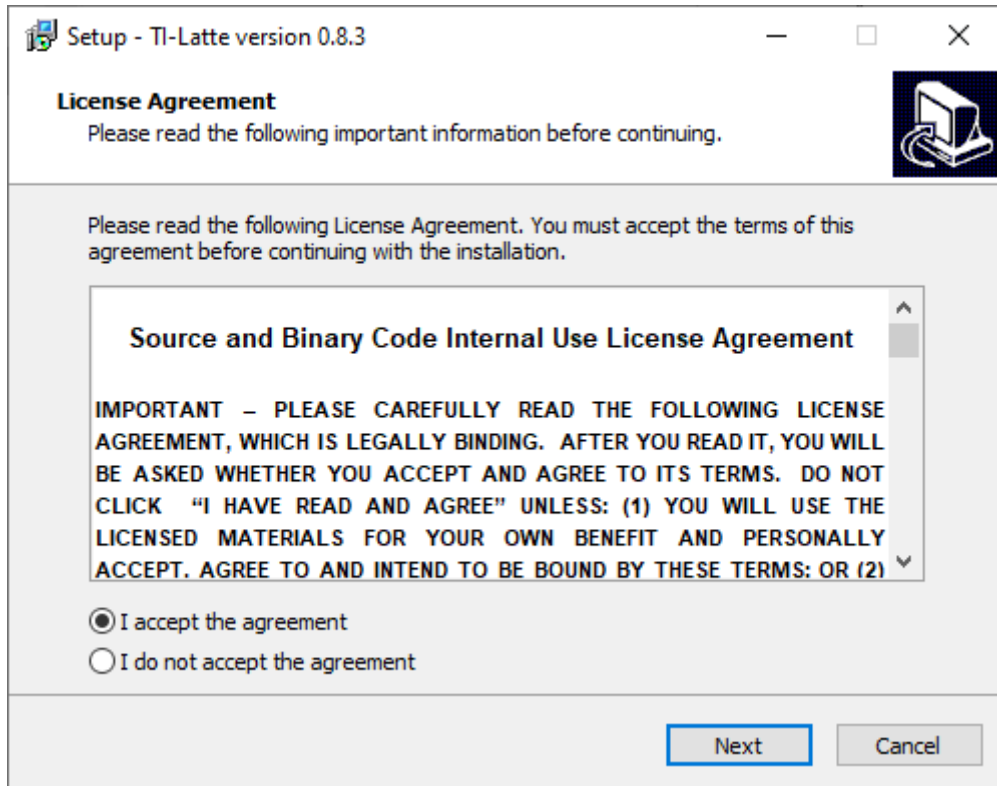 Setup - TI-Latte version 0.8.3
License Agreement
Please read the following important information before continuing.
Please read the following License Agreement. You must accept the terms of this
agreement before continuing with the installation.
Source and Binary Code Internal Use License Agreement
IMPORTANT – PLEASE CAREFULLY READ THE FOLLOWING LICENSE
AGREEMENT, WHICH IS LEGALLY BINDING. AFTER YOU READ IT, YOU WILL
BE ASKED WHETHER YOU ACCEPT AND AGREE TO ITS TERMS. DO NOT
CLICK “I HAVE READ AND AGREE” UNLESS: (1) YOU WILL USE THE
LICENSED MATERIALS FOR YOUR OWN BENEFIT AND PERSONALLY
ACCEPT, AGREE TO AND INTEND TO BE BOUND BY THESE TERMS; OR (2)
I accept the agreement
I do not accept the agreement
Next
Cancel